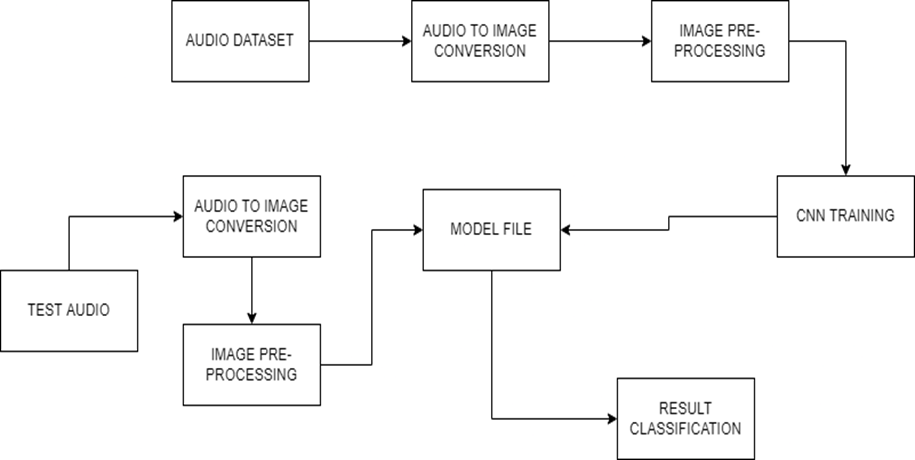 AUDIO DATASET
AUDIO TO IMAGE
CONVERSION
IMAGE PRE-
PROCESSING
AUDIO TO IMAGE
CONVERSION
MODEL FILE
CNN TRAINING
TEST AUDIO
IMAGE PRE-
PROCESSING
RESULT
CLASSIFICATION